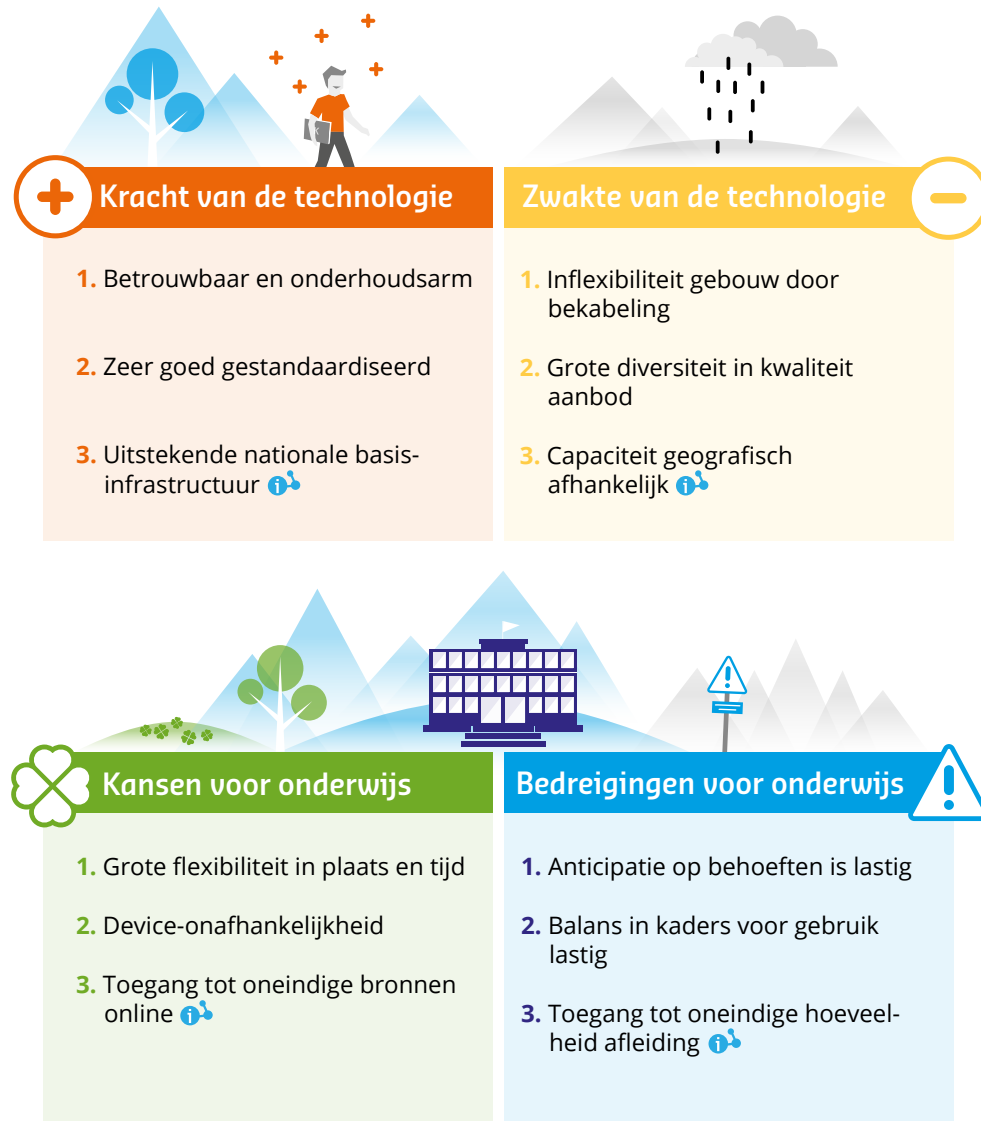 Kracht van de technologie
1. Betrouwbaar en onderhoudsarm
2. Zeer goed gestandaardiseerd
3. Uitstekende nationale basis-
infrastructuur
Zwakte van de technologie
1. Inflexibiliteit gebouw door
bekabeling
2. Grote diversiteit in kwaliteit
aanbod
3. Capaciteit geografisch
afhankelijk
Kansen voor onderwijs
1. Grote flexibiliteit in plaats en tijd
2. Device-onafhankelijkheid
3. Toegang tot oneindige bronnen
online
Bedreigingen voor onderwijs
1. Anticipatie op behoeften is lastig
2. Balans in kaders voor gebruik
lastig
3. Toegang tot oneindige hoeveel-
heid afleiding